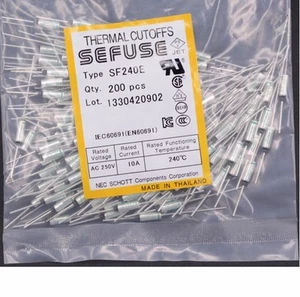 THERMAL CUTOFFS
SEFUSE
JET
Type SF240E
Qty. 200 pcs
Lot. 1330420902
IEC60691(EN60691)
Rated Voltage Rated Current Rated Functioning Temperature
AC 250V 10A 240℃
NEC SCHOTT Components Corporation
MADE IN THAILAND